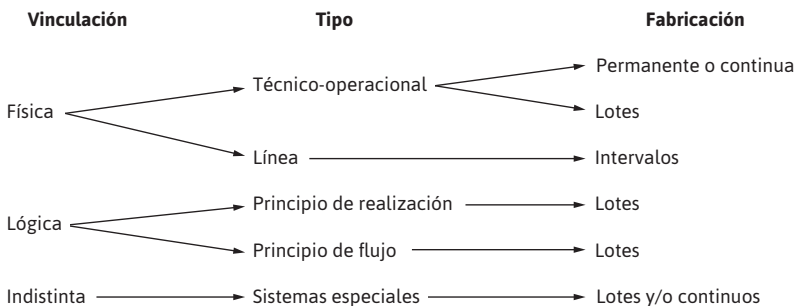 Vinculación Tipo Fabricación
Permanente o continua
Técnico-operacional
Física Lotes
Línea Intervalos
Principio de realización Lotes
Lógica
Principio de flujo Lotes
Indistinta Sistemas especiales Lotes y/o continuos